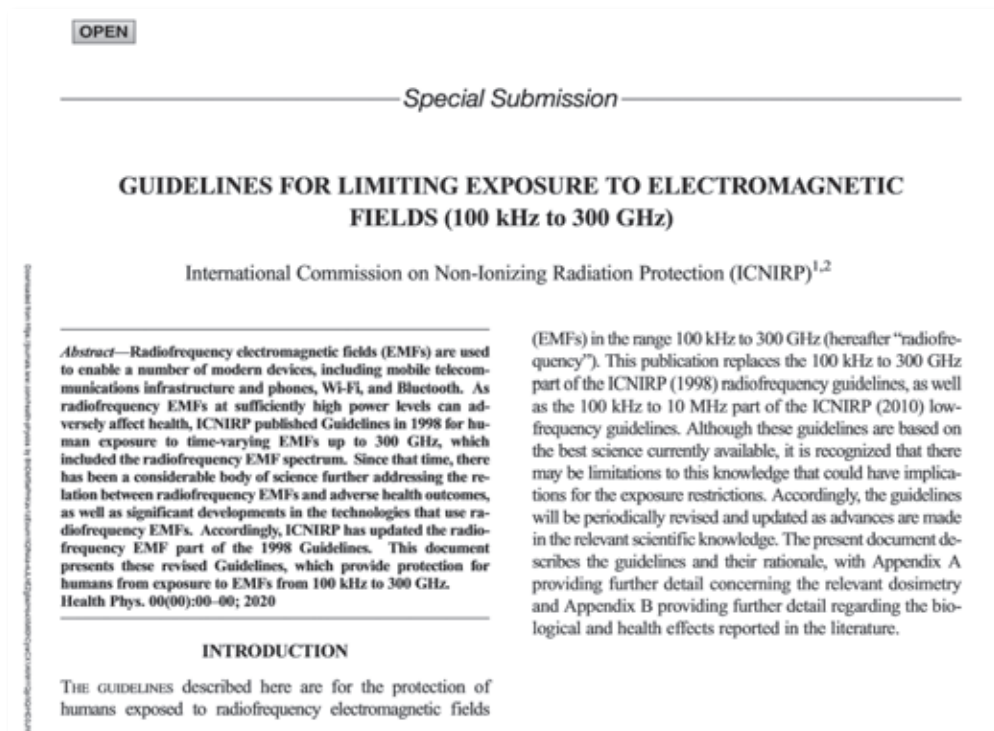 OPEN
Special Submission
GUIDELINES FOR LIMITING EXPOSURE TO ELECTROMAGNETIC
FIELDS (100 kHz to 300 GHz)
International Commission on Non-Ionizing Radiation Protection (ICNIRP)1,2
Abstract—Radiofrequency electromagnetic fields (EMFs) are used
to enable a number of modern devices, including mobile telecom-
munications infrastructure and phones, Wi-Fi, and Bluetooth. As
radiofrequency EMFs at sufficiently high power levels can ad-
versely affect health, ICNIRP published Guidelines in 1998 for hu-
man exposure to time-varying EMFs up to 300 GHz, which
included the radiofrequency EMF spectrum. Since that time, there
has been a considerable body of science further addressing the re-
lation between radiofrequency EMFs and adverse health outcomes,
as well as significant developments in the technologies that use ra-
diofrequency EMFs. Accordingly, ICNIRP has updated the radio-
frequency EMF part of the 1998 Guidelines. This document
presents these revised Guidelines, which provide protection for
humans from exposure to EMFs from 100 kHz to 300 GHz.
Health Phys. 00(00):00–00; 2020
INTRODUCTION
THE GUIDELINES described here are for the protection of
humans exposed to radiofrequency electromagnetic fields
(EMFs) in the range 100 kHz to 300 GHz (hereafter “radiofre-
quency”). This publication replaces the 100 kHz to 300 GHz
part of the ICNIRP (1998) radiofrequency guidelines, as well
as the 100 kHz to 10 MHz part of the ICNIRP (2010) low-
frequency guidelines. Although these guidelines are based on
the best science currently available, it is recognized that there
may be limitations to this knowledge that could have implica-
tions for the exposure restrictions. Accordingly, the guidelines
will be periodically revised and updated as advances are made
in the relevant scientific knowledge. The present document de-
scribes the guidelines and their rationale, with Appendix A
providing further detail concerning the relevant dosimetry
and Appendix B providing further detail regarding the bio-
logical and health effects reported in the literature.